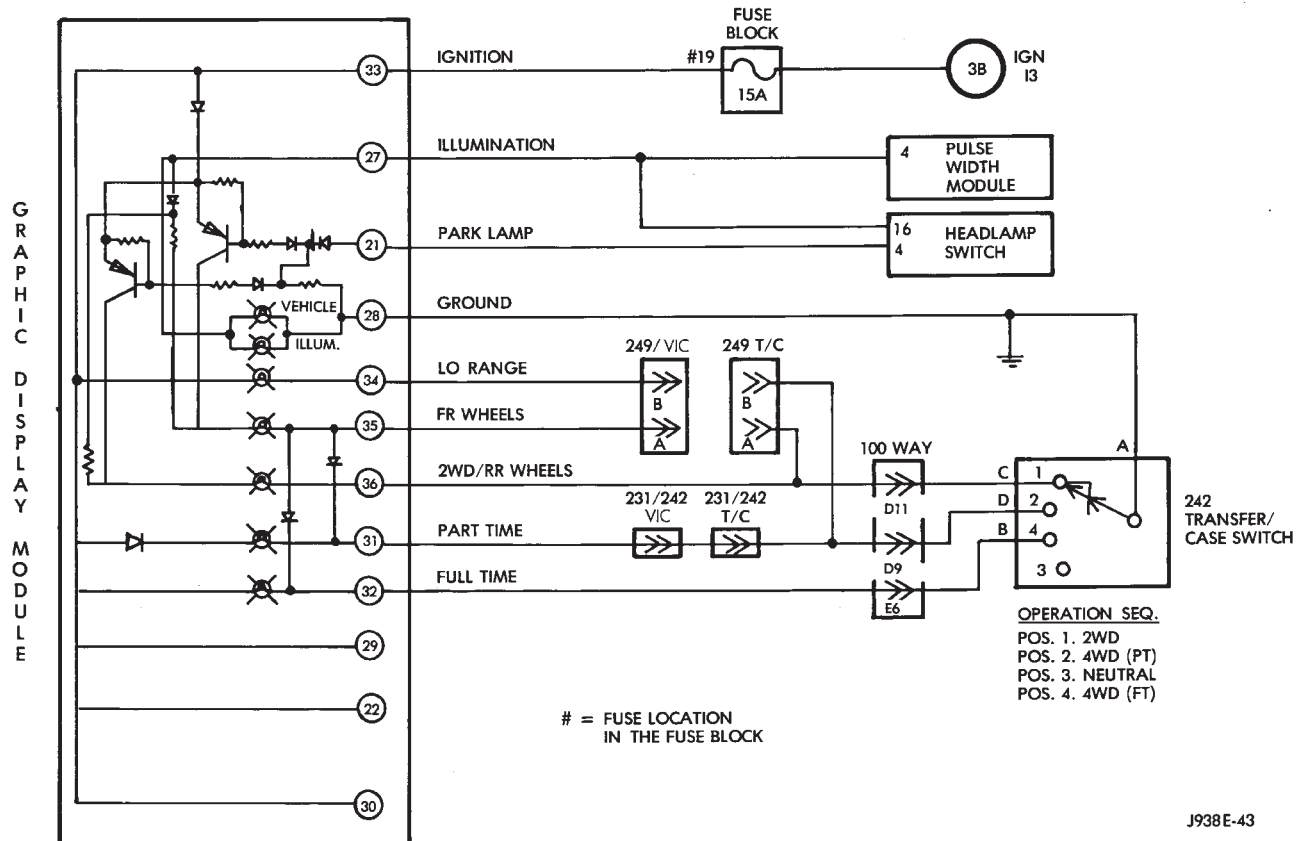 GRAPHIC DISPLAY MODULE
33
IGNITION
#19
FUSE
BLOCK
15A
3B
IGN
I3
27
ILLUMINATION
4
PULSE
WIDTH
MODULE
21
PARK LAMP
16
4
HEADLAMP
SWITCH
28
GROUND
VEHICLE
ILLUM.
34
LO RANGE
249/ VIC
B
A
249 T/C
B
A
35
FR WHEELS
36
2WD/RR WHEELS
100 WAY
D11
D9
E6
31
PART TIME
231/242
VIC
231/242
T/C
32
FULL TIME
A
C 1
D 2
B 4
3
242
TRANSFER/
CASE SWITCH
OPERATION SEQ.
POS. 1. 2WD
POS. 2. 4WD (PT)
POS. 3. NEUTRAL
POS. 4. 4WD (FT)
29
22
30
# = FUSE LOCATION
IN THE FUSE BLOCK
J938E-43